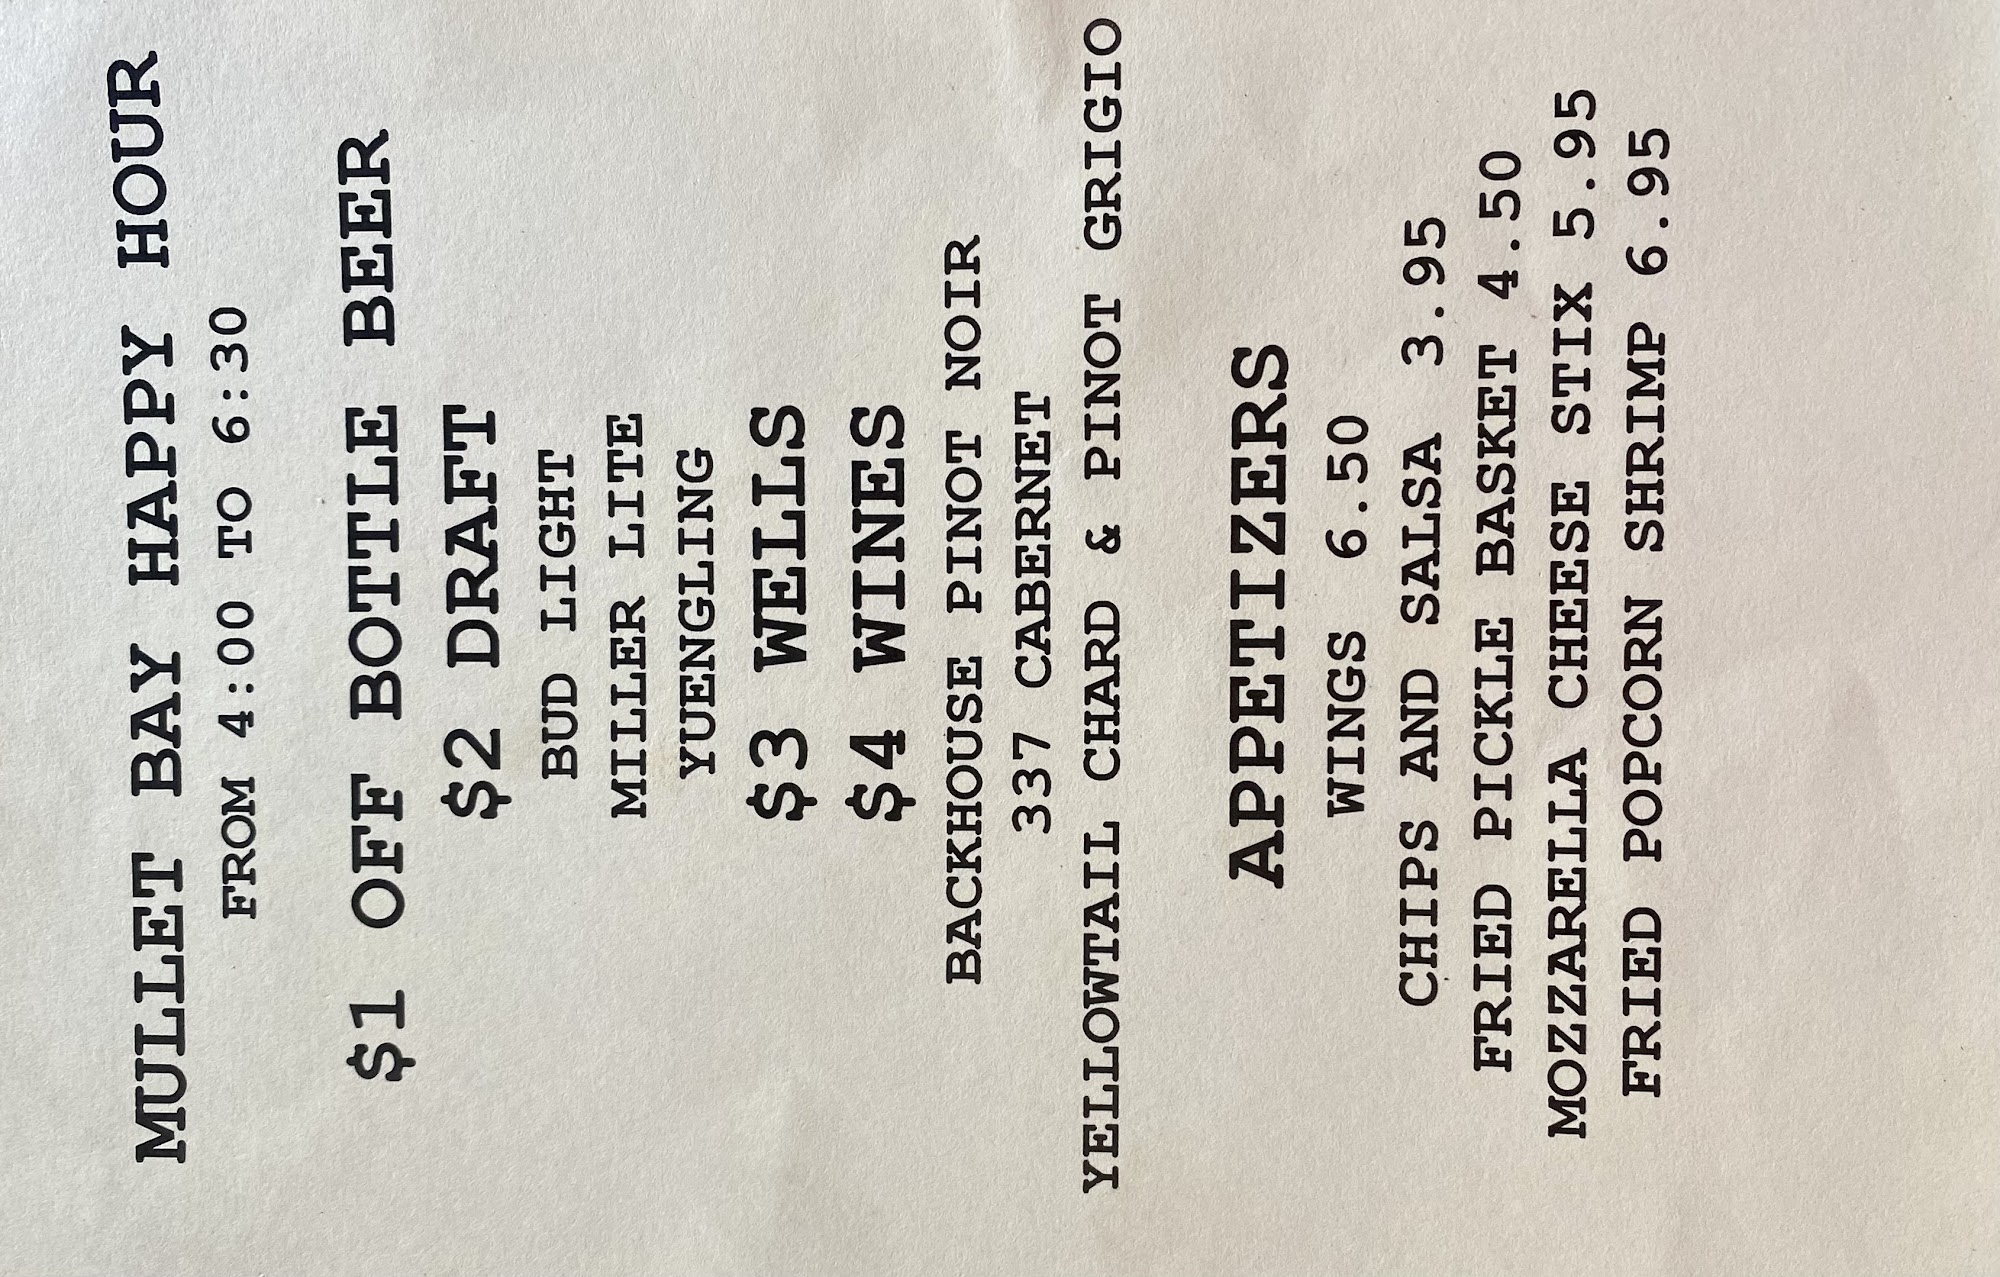 MULLET BAY HAPPY HOUR
FROM 4:00 TO 6:30
$1 OFF BOTTLE BEER
$2 DRAFT
BUD LIGHT
MILLER LITE
YUENGLING
$3 WELLS
$4 WINES
BACKHOUSE PINOT NOIR
337 CABERNET
YELLOWTAIL CHARD & PINOT GRIGIO
APPETIZERS
WINGS 6.50
CHIPS AND SALSA 3.95
FRIED PICKLE BASKET 4.50
MOZZARELLA CHEESE STIX 5.95
FRIED POPCORN SHRIMP 6.95